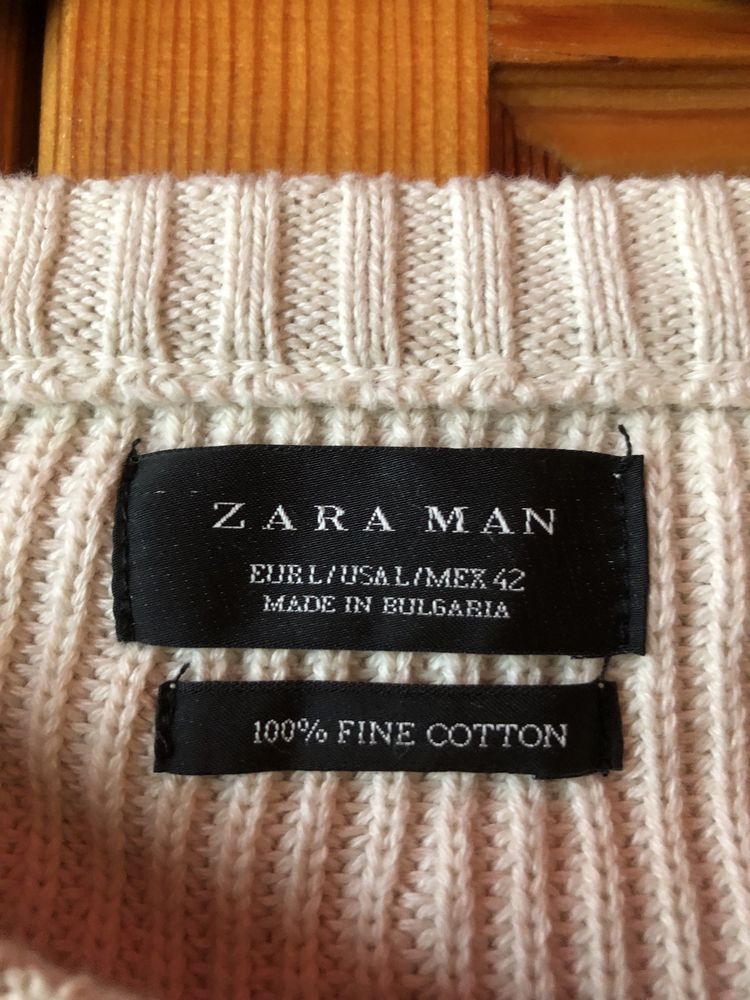 ZARA MAN
EUR L/USA L/MEX 42
MADE IN BULGARIA
100% FINE COTTON